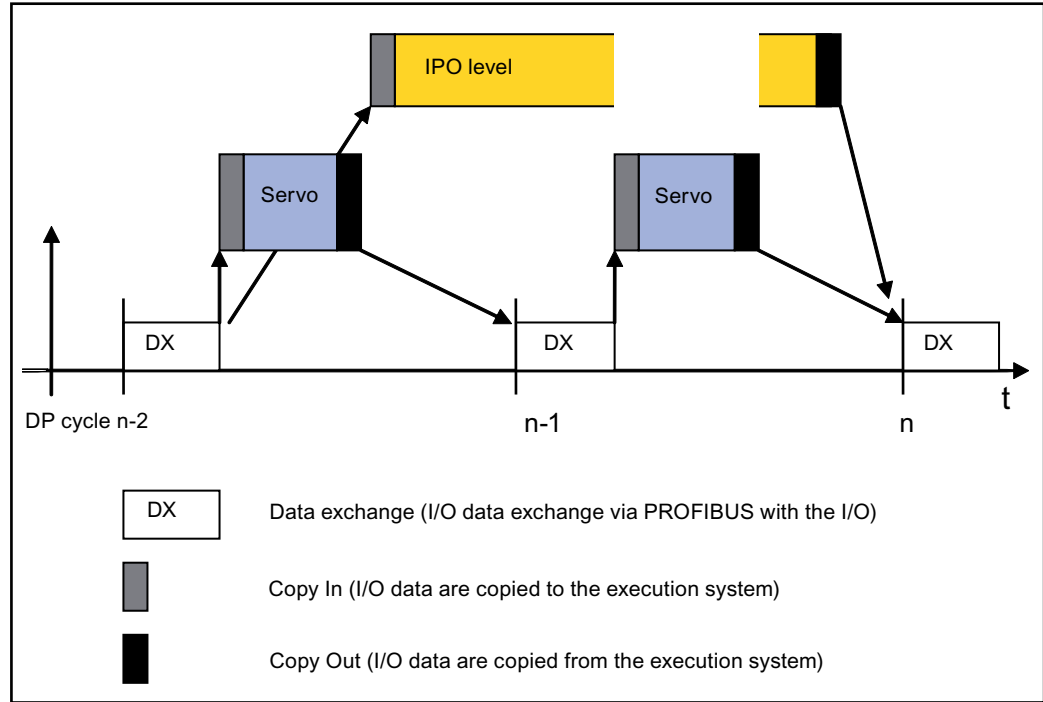 IPO level
Servo
Servo
DX
DX
DX
t
DP cycle n-2
n-1
n
DX
Data exchange (I/O data exchange via PROFIBUS with the I/O)
Copy In (I/O data are copied to the execution system)
Copy Out (I/O data are copied from the execution system)